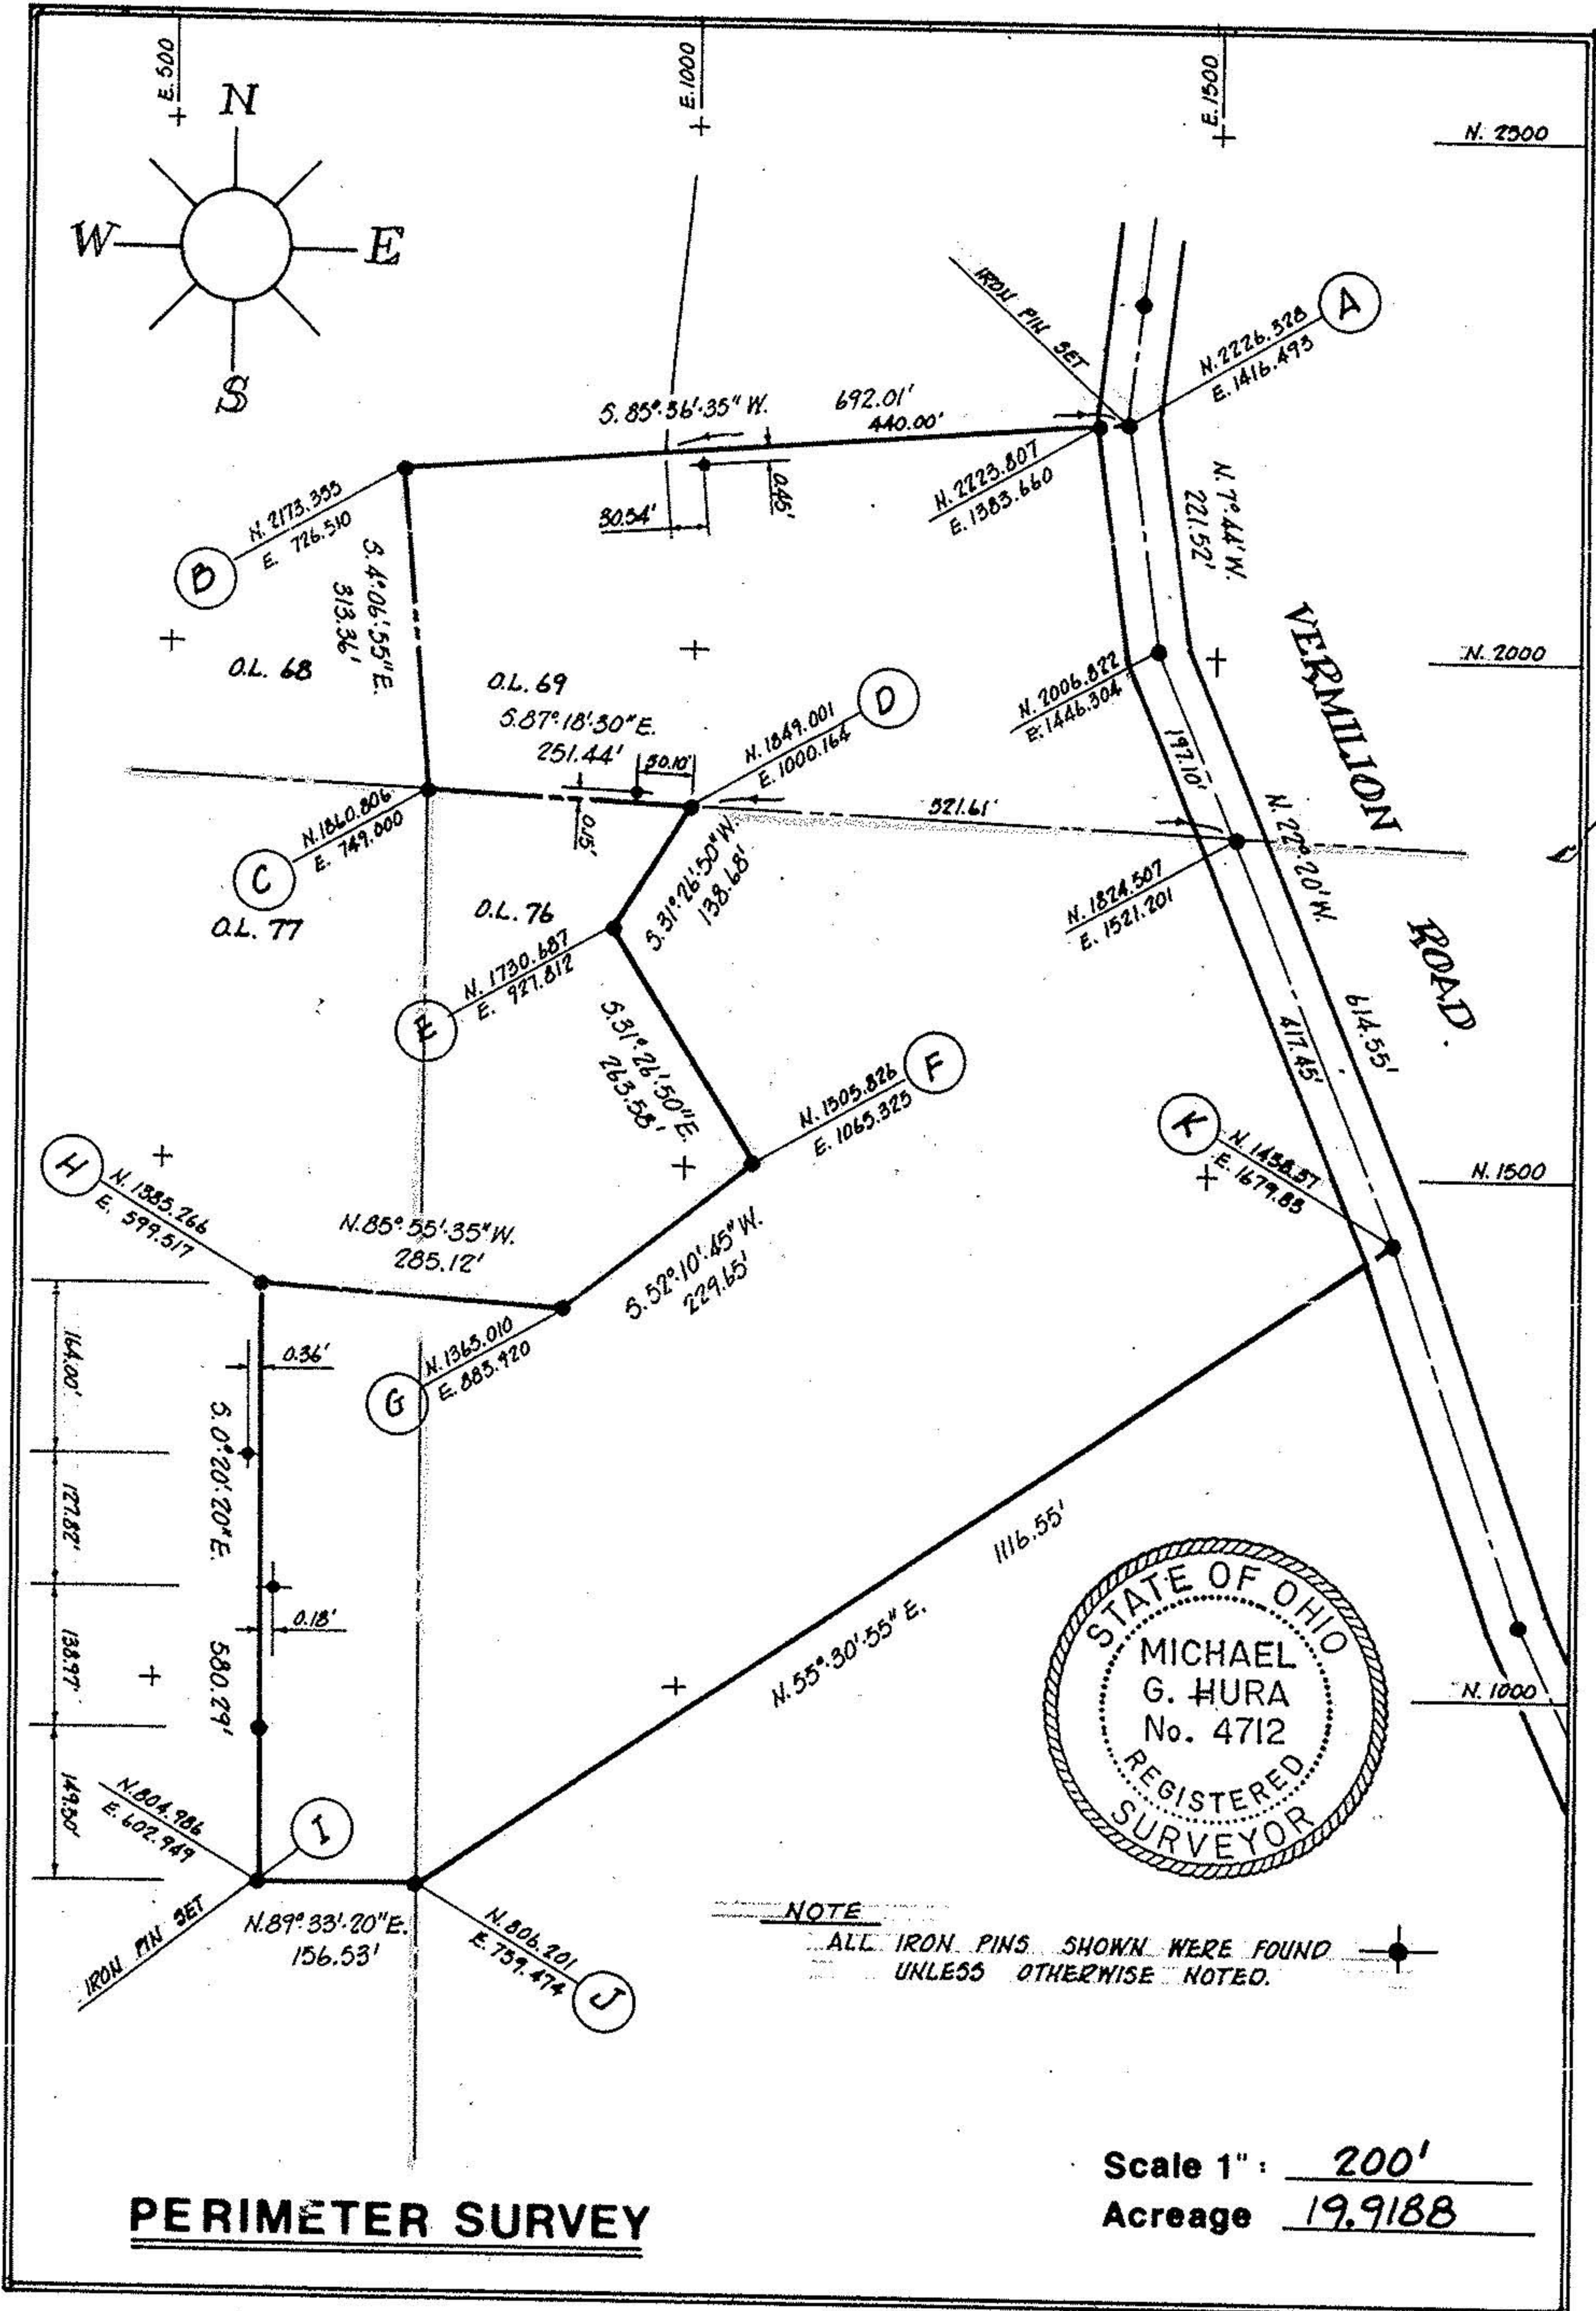 E. 500
E. 1000
E. 1500
N. 2500
N
W
E
S
IRON PIN SET
A
N. 2226.328
E. 1416.493
S. 85°·36'·35" W.
692.01'
440.00'
N. 2223.807
E. 1383.660
0.45'
30.54'
B
N. 2173.355
E. 726.510
S. 4°·06'·55" E.
313.36'
N. 7°·44' W.
221.52'
VERMILION
ROAD.
N. 2000
O.L. 68
O.L. 69
S. 87°·18'·30" E.
251.44'
30.10'
0.15'
D
N. 1849.001
E. 1000.164
N. 2006.822
E. 1446.304
197.10'
521.61'
N. 22°·20' W.
C
N. 1860.806
E. 749.000
O.L. 77
O.L. 76
S. 31°·26'·50" W.
138.68'
N. 1824.507
E. 1521.201
E
N. 1730.687
E. 927.812
S. 31°·26'·50" E.
263.58'
F
N. 1505.826
E. 1065.325
614.55'
417.45'
K
N. 1438.37
E. 1679.83
N. 1500
H
N. 1385.266
E. 599.517
N. 85°·55'·35" W.
285.12'
S. 52°·10'·45" W.
229.65'
G
N. 1365.010
E. 883.920
164.00'
0.36'
S. 0°·20'·20" E.
580.29'
127.82'
0.18'
138.97'
149.50'
1116.55'
N. 55°·30'·55" E.
N. 1000
STATE OF OHIO
MICHAEL
G. HURA
No. 4712
REGISTERED
SURVEYOR
N. 804.986
E. 602.949
I
IRON PIN SET
N. 89°·33'·20" E.
156.53'
N. 806.201
E. 759.474
J
NOTE
ALL IRON PINS SHOWN WERE FOUND
UNLESS OTHERWISE NOTED.
Scale 1" : 200'
Acreage 19.9188
PERIMETER SURVEY